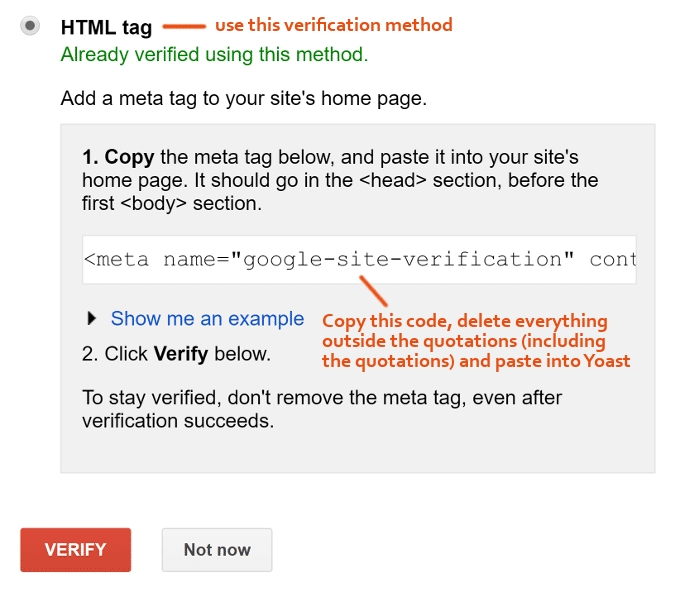 HTML tag use this verification method
Already verified using this method.
Add a meta tag to your site's home page.
1. Copy the meta tag below, and paste it into your site's
home page. It should go in the <head> section, before the
first <body> section.
<meta name="google-site-verification" cont
Show me an example
Copy this code, delete everything
outside the quotations (including
the quotations) and paste into Yoast
2. Click Verify below.
To stay verified, don't remove the meta tag, even after
verification succeeds.
VERIFY Not now